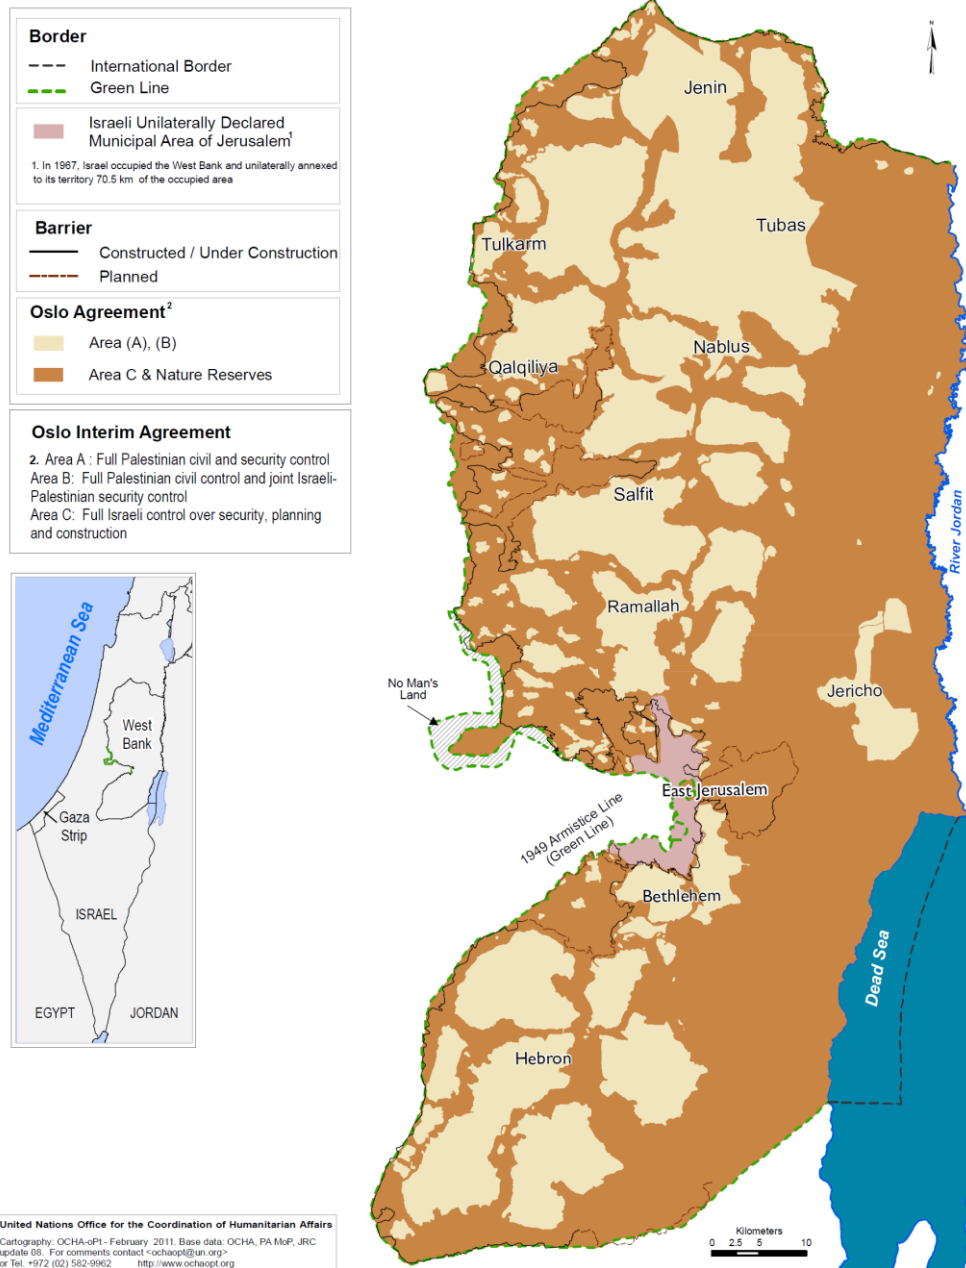 Border
International Border
Green Line
Israeli Unilaterally Declared
Municipal Area of Jerusalem1
1. In 1967, Israel occupied the West Bank and unilaterally annexed
to its territory 70.5 km of the occupied area
Barrier
Constructed / Under Construction
Planned
Oslo Agreement2
Area (A), (B)
Area C & Nature Reserves
Oslo Interim Agreement
2. Area A : Full Palestinian civil and security control
Area B: Full Palestinian civil control and joint Israeli-
Palestinian security control
Area C: Full Israeli control over security, planning
and construction
Mediterranean Sea
West
Bank
Gaza
Strip
ISRAEL
EGYPT
JORDAN
N
Jenin
Tubas
Tulkarm
Nablus
Qalqiliya
Salfit
River Jordan
Ramallah
No Man's
Land
Jericho
East Jerusalem
1949 Armistice Line
(Green Line)
Bethlehem
Dead Sea
Hebron
Kilometers
0 2.5 5 10
United Nations Office for the Coordination of Humanitarian Affairs
Cartography: OCHA-oPt - February 2011. Base data: OCHA, PA MoP, JRC
update 08. For comments contact <ochaopt@un.org>
or Tel. +972 (02) 582-9962 http://www.ochaopt.org